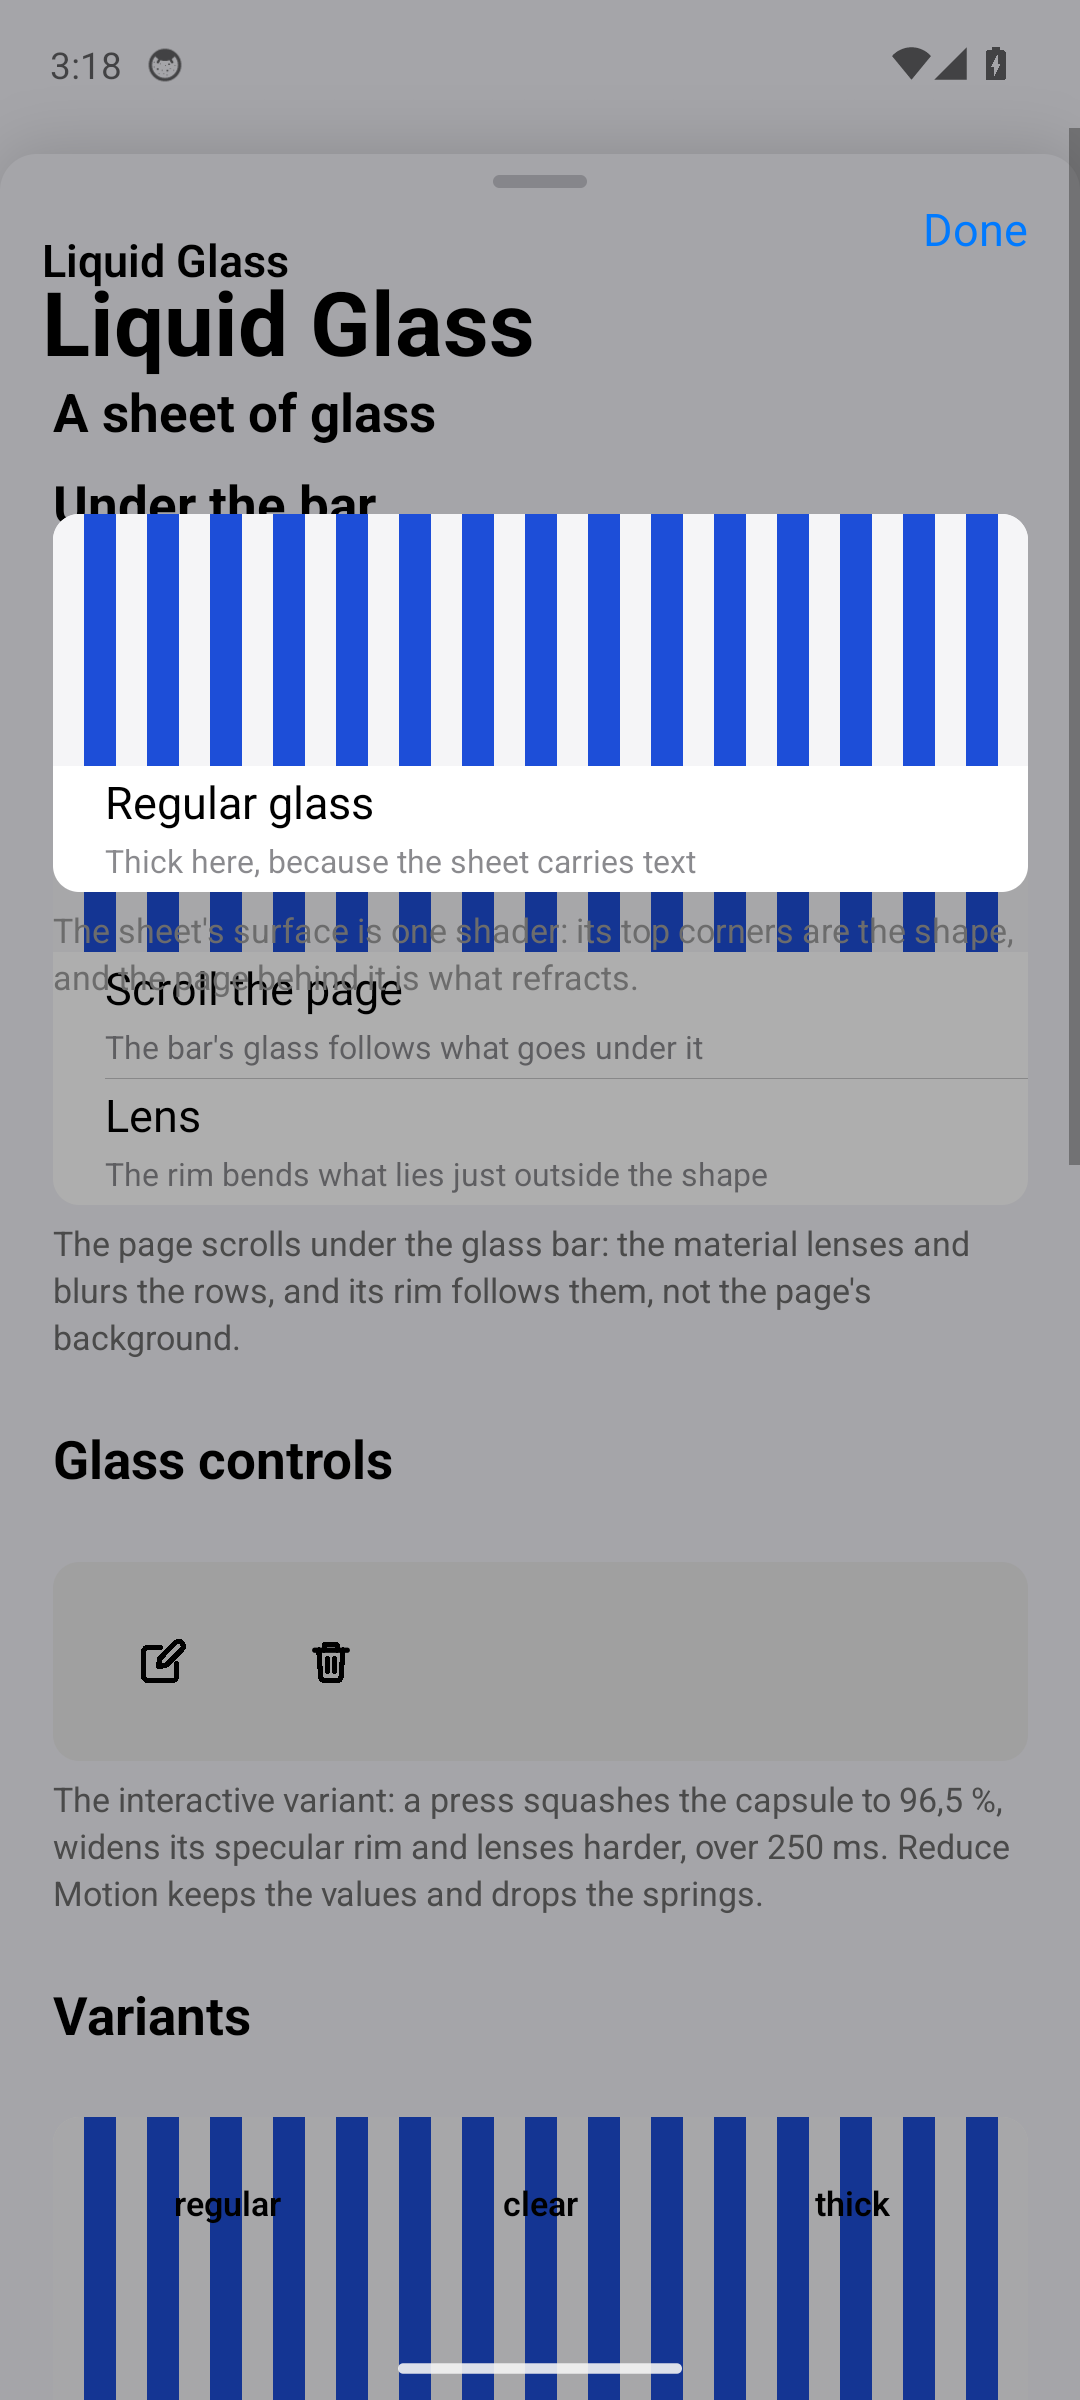 3:18
Done
Liquid Glass
Liquid Glass
A sheet of glass
Under the bar
Regular glass
Thick here, because the sheet carries text
The sheet's surface is one shader: its top corners are the shape,
and the page behind it is what refracts.
Scroll the page
The bar's glass follows what goes under it
Lens
The rim bends what lies just outside the shape
The page scrolls under the glass bar: the material lenses and
blurs the rows, and its rim follows them, not the page's
background.
Glass controls
The interactive variant: a press squashes the capsule to 96,5 %,
widens its specular rim and lenses harder, over 250 ms. Reduce
Motion keeps the values and drops the springs.
Variants
regular
clear
thick